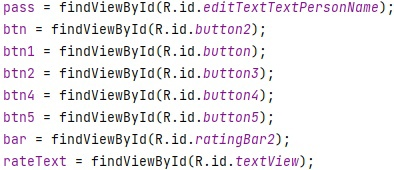 pass = findViewById(R.id.editTextTextPersonName);
btn = findViewById(R.id.button2);
btn1 = findViewById(R.id.button);
btn2 = findViewById(R.id.button3);
btn4 = findViewById(R.id.button4);
btn5 = findViewById(R.id.button5);
bar = findViewById(R.id.ratingBar2);
rateText = findViewById(R.id.textView);